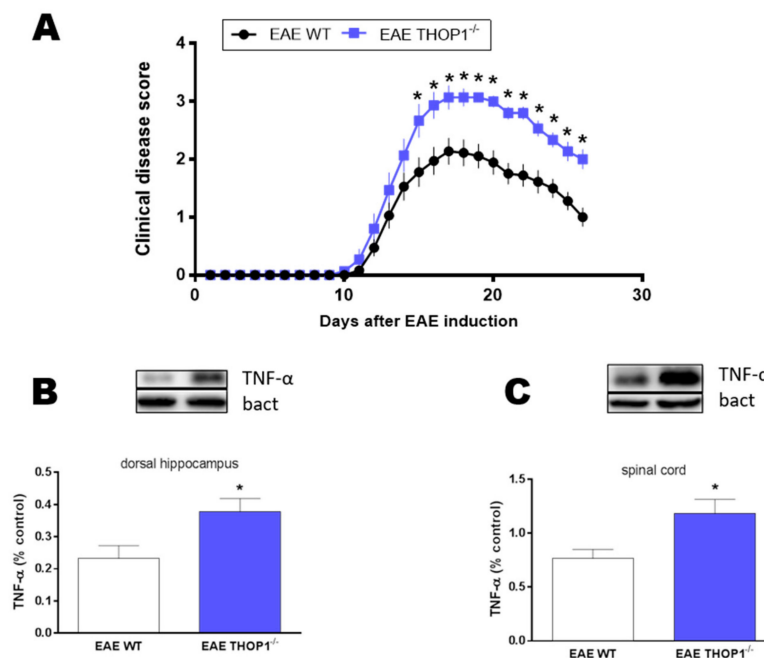 A
EAE WT EAE THOP1-/-
Clinical disease score
4
3
2
1
0
* * * * * * * * * * * *
0 10 20 30
Days after EAE induction
B
TNF-α
bact
dorsal hippocampus
TNF-α (% control)
0.5
0.4
0.3
0.2
0.1
0.0
*
EAE WT EAE THOP1-/-
C
TNF-α
bact
spinal cord
TNF-α (% control)
1.5
1.0
0.5
0.0
*
EAE WT EAE THOP1-/-